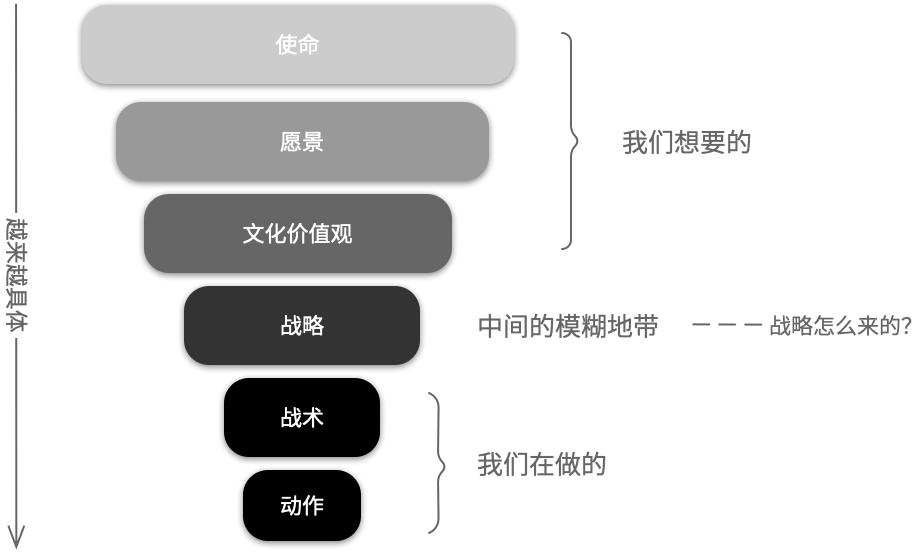 使命
愿景
我们想要的
文化价值观
越来越具体
战略
中间的模糊地带
战略怎么来的？
战术
我们在做的
动作